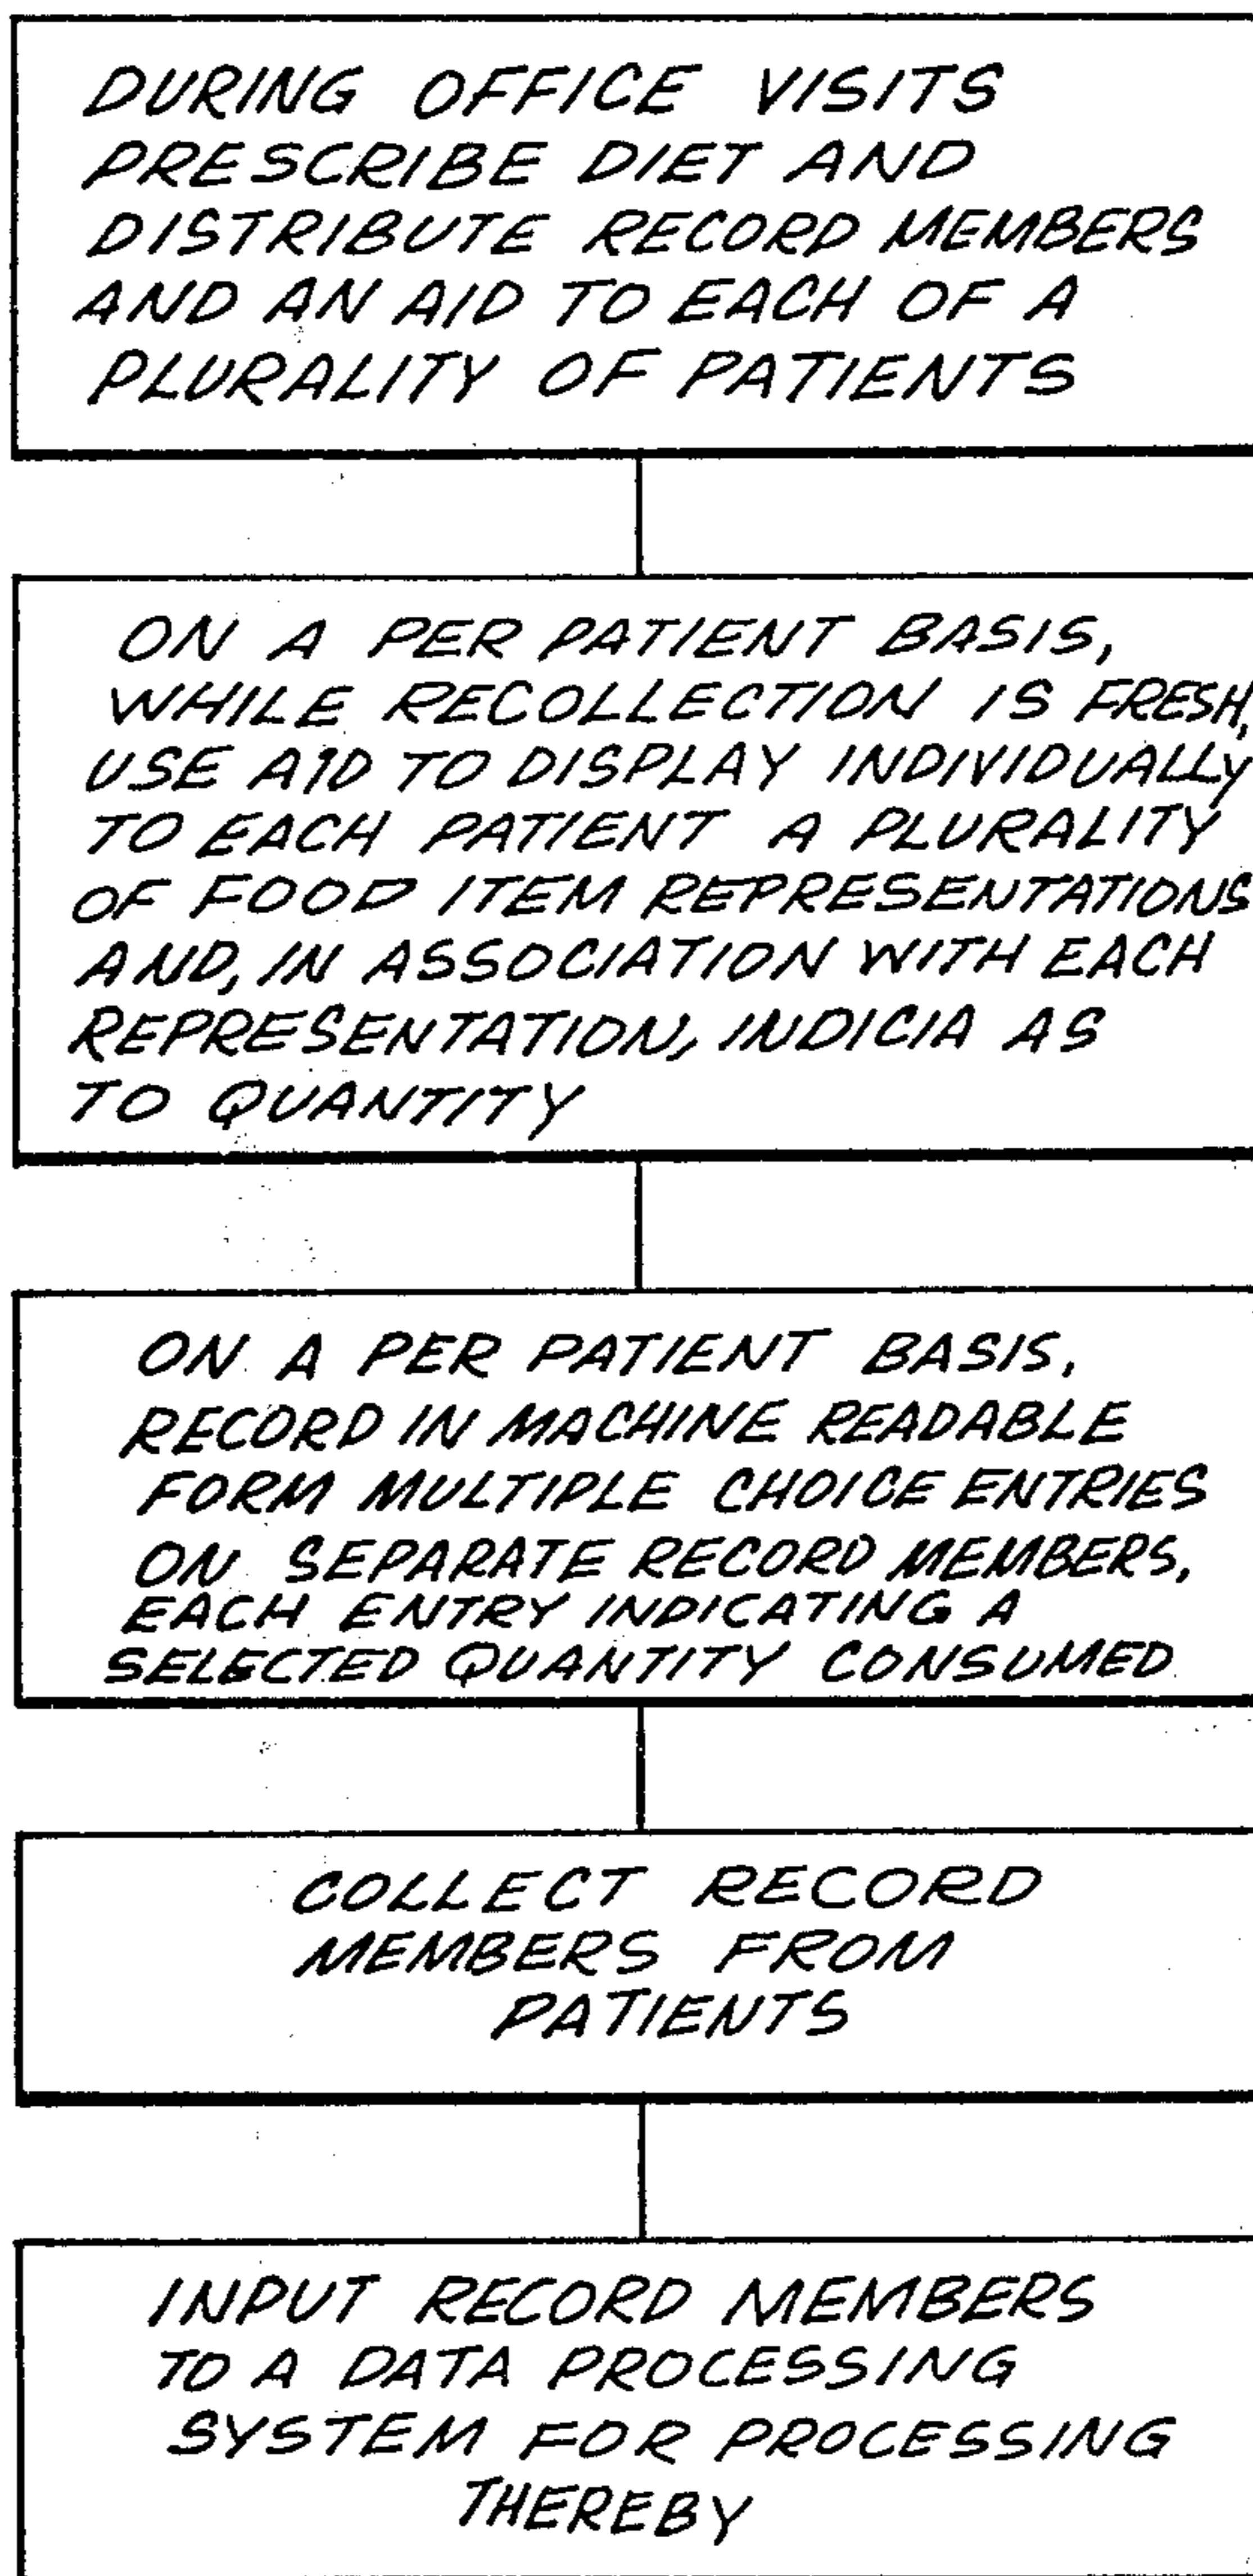 DURING OFFICE VISITS
PRESCRIBE DIET AND
DISTRIBUTE RECORD MEMBERS
AND AN AID TO EACH OF A
PLURALITY OF PATIENTS
ON A PER PATIENT BASIS,
WHILE RECOLLECTION IS FRESH,
USE AID TO DISPLAY INDIVIDUALLY
TO EACH PATIENT A PLURALITY
OF FOOD ITEM REPRESENTATIONS
AND, IN ASSOCIATION WITH EACH
REPRESENTATION, INDICIA AS
TO QUANTITY
ON A PER PATIENT BASIS,
RECORD IN MACHINE READABLE
FORM MULTIPLE CHOICE ENTRIES
ON SEPARATE RECORD MEMBERS,
EACH ENTRY INDICATING A
SELECTED QUANTITY CONSUMED
COLLECT RECORD
MEMBERS FROM
PATIENTS
INPUT RECORD MEMBERS
TO A DATA PROCESSING
SYSTEM FOR PROCESSING
THEREBY